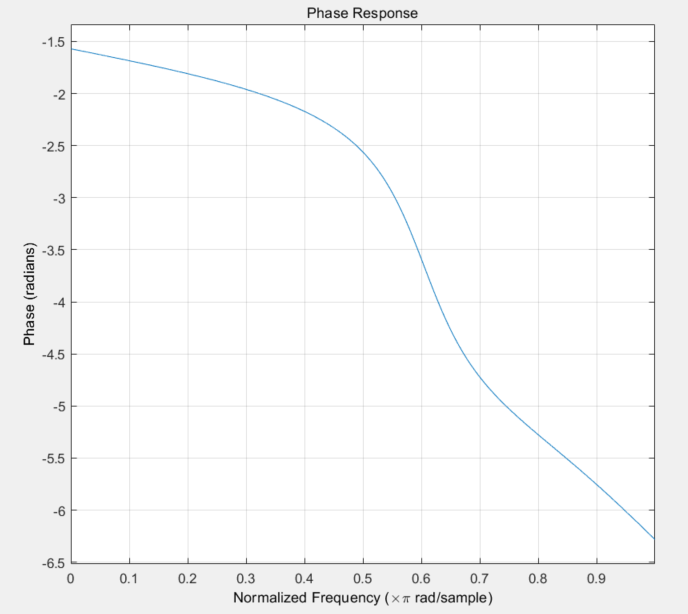 Phase Response
Phase (radians)
-1.5
-2
-2.5
-3
-3.5
-4
-4.5
-5
-5.5
-6
-6.5
0 0.1 0.2 0.3 0.4 0.5 0.6 0.7 0.8 0.9
Normalized Frequency (×π rad/sample)